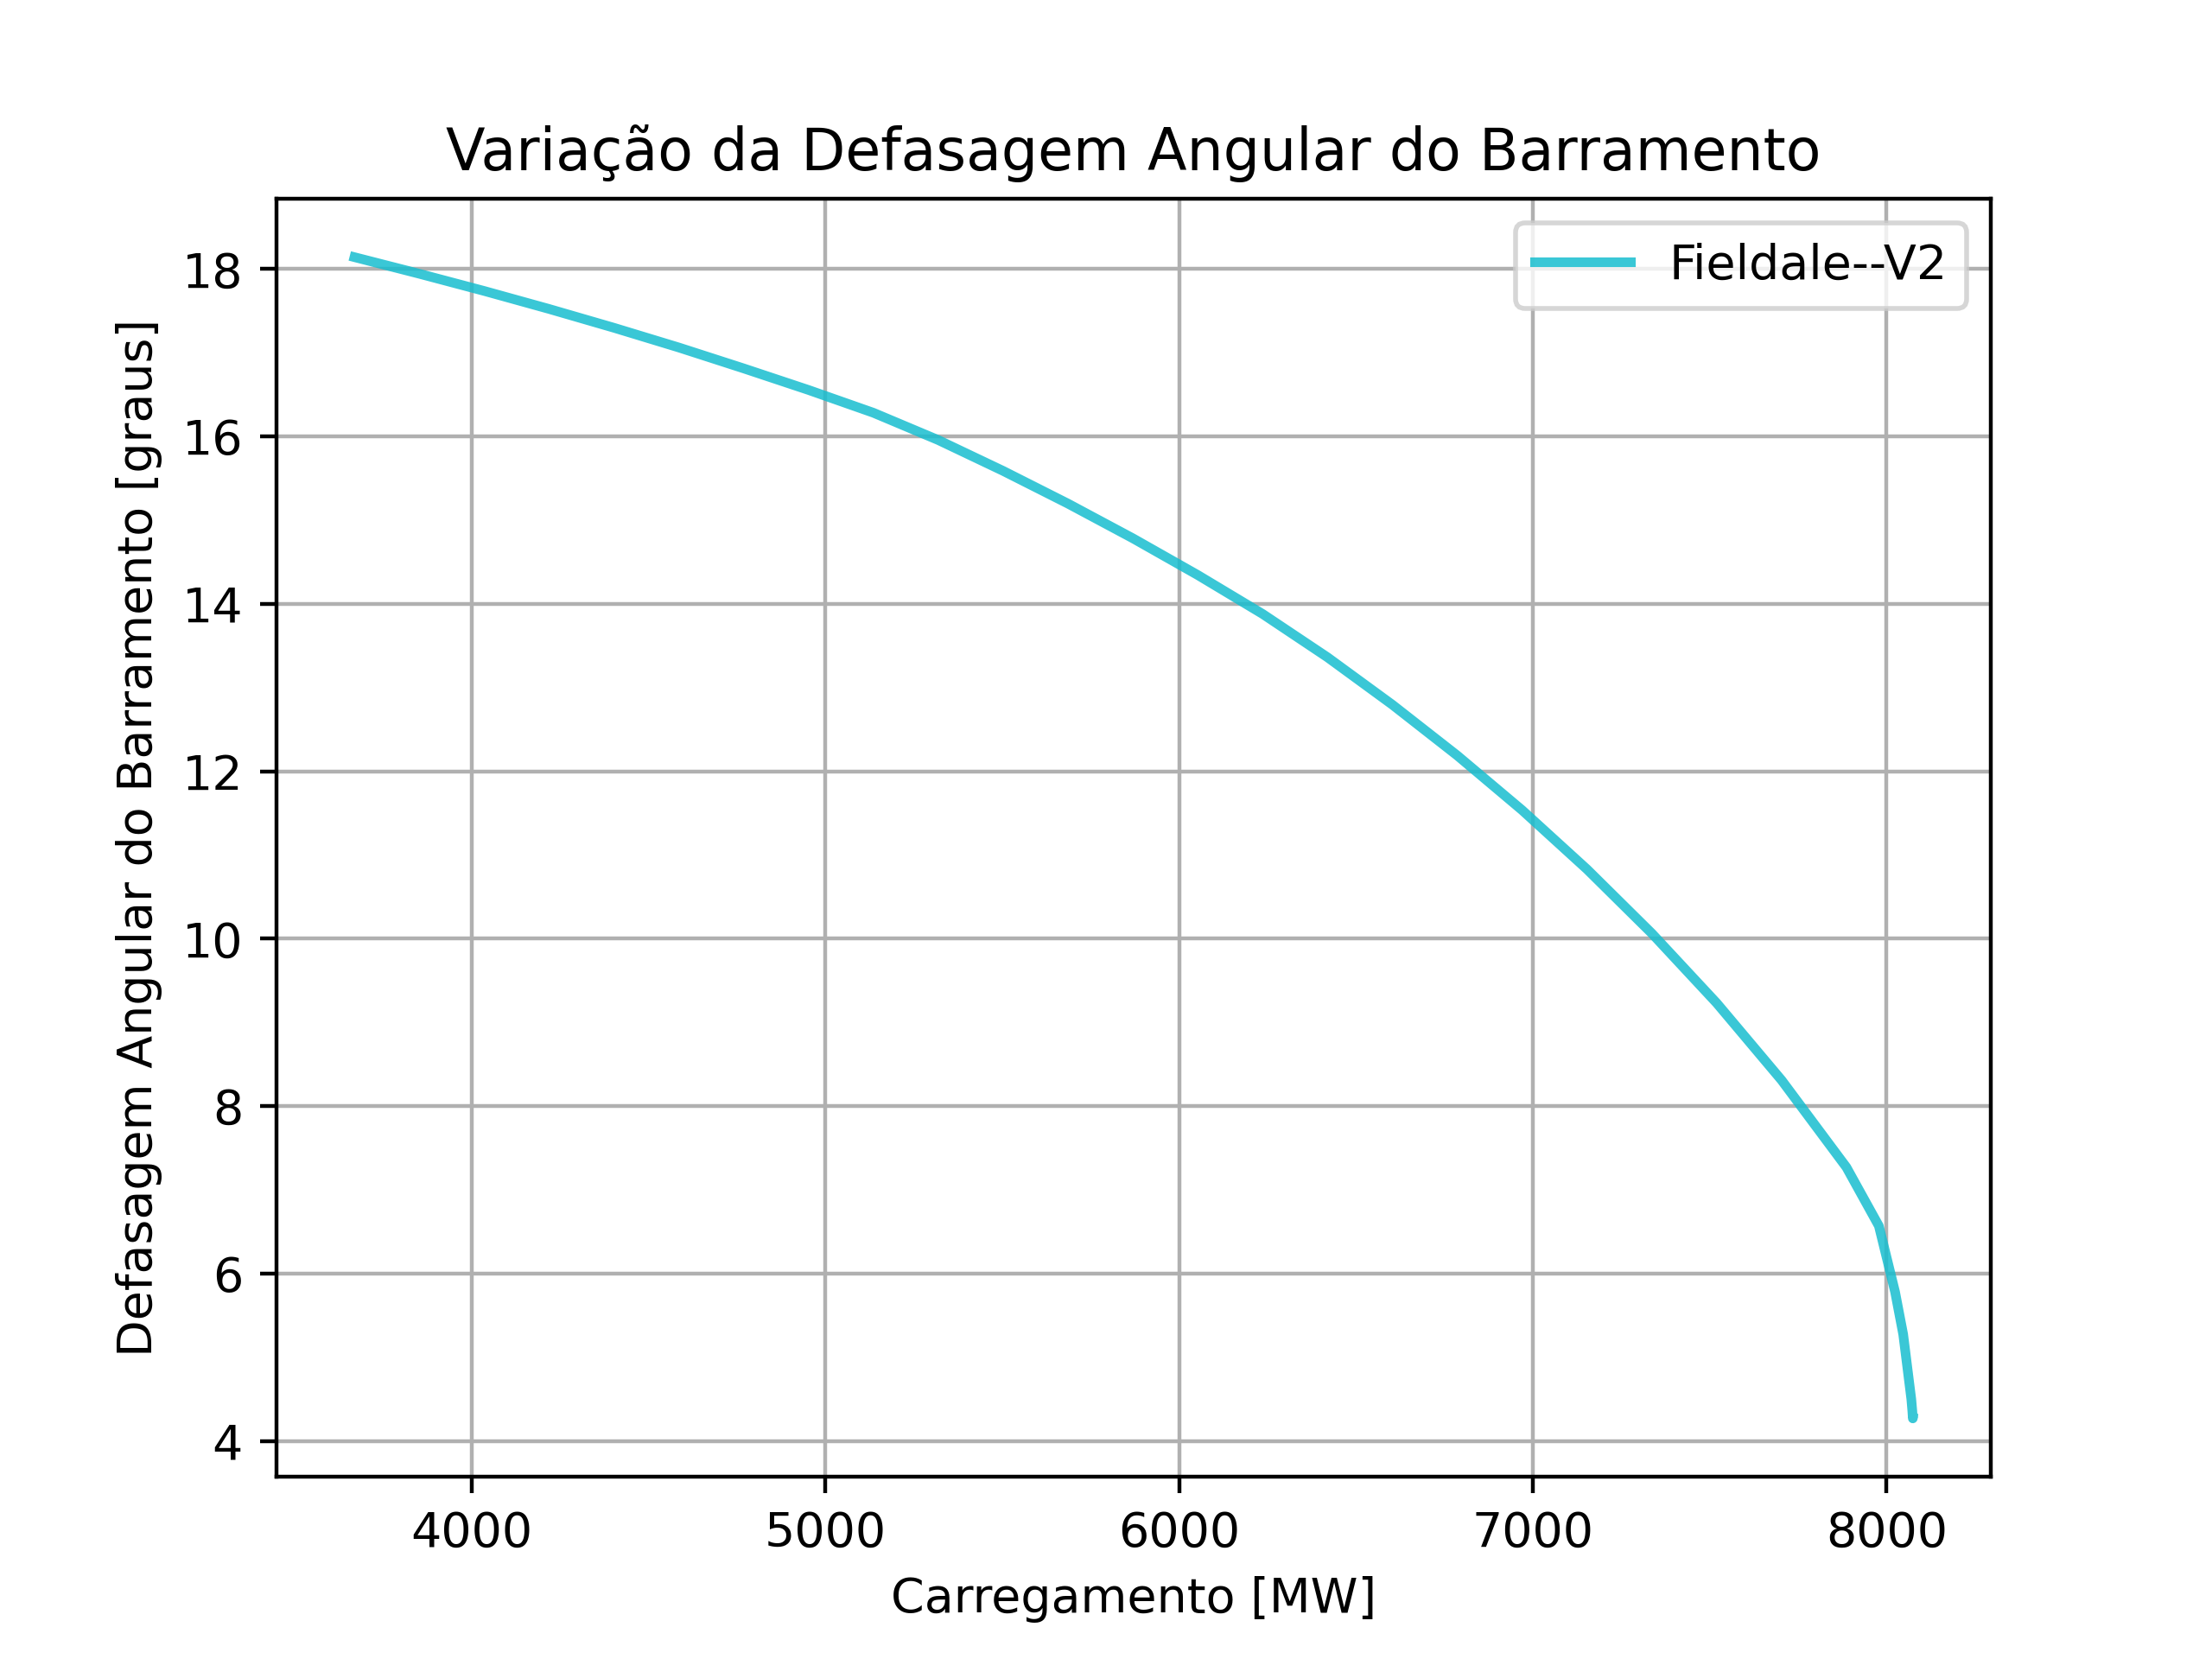 Variação da Defasagem Angular do Barramento
Fieldale--V2
Defasagem Angular do Barramento [graus]
18
16
14
12
10
8
6
4
4000 5000 6000 7000 8000
Carregamento [MW]